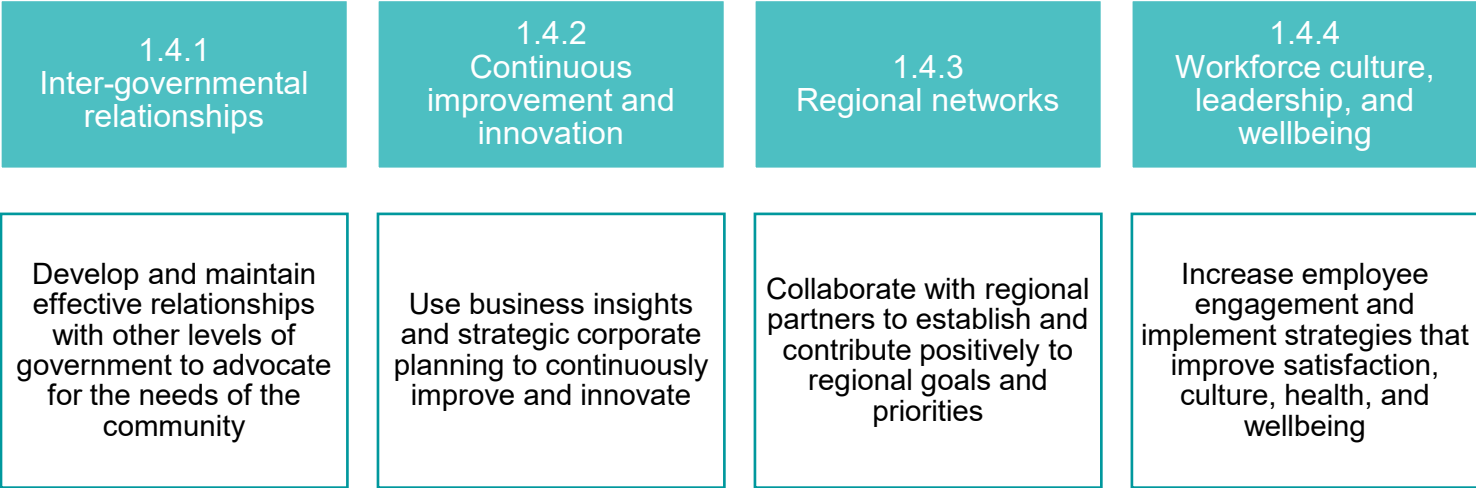 1.4.1
Inter-governmental
relationships
1.4.2
Continuous
improvement and
innovation
1.4.3
Regional networks
1.4.4
Workforce culture,
leadership, and
wellbeing
Develop and maintain
effective relationships
with other levels of
government to advocate
for the needs of the
community
Use business insights
and strategic corporate
planning to continuously
improve and innovate
Collaborate with regional
partners to establish and
contribute positively to
regional goals and
priorities
Increase employee
engagement and
implement strategies that
improve satisfaction,
culture, health, and
wellbeing